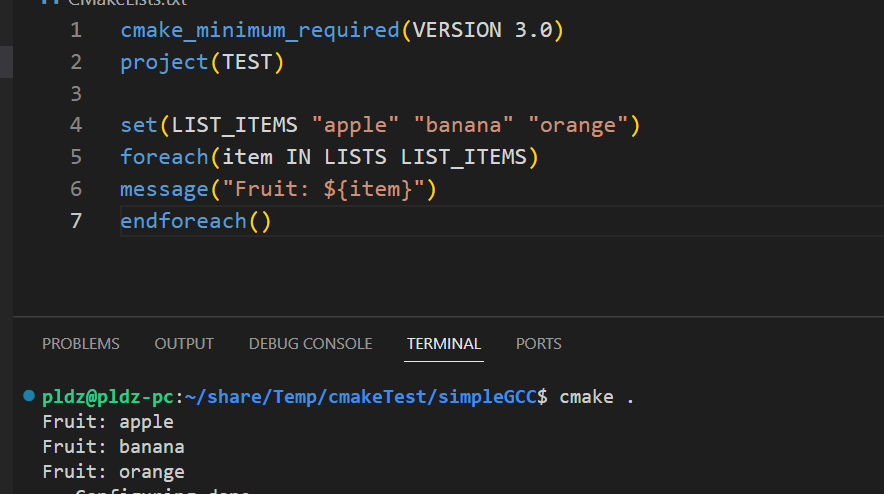 CMakeLists.txt
1 cmake_minimum_required(VERSION 3.0)
2 project(TEST)
3
4 set(LIST_ITEMS "apple" "banana" "orange")
5 foreach(item IN LISTS LIST_ITEMS)
6 message("Fruit: ${item}")
7 endforeach()
PROBLEMS OUTPUT DEBUG CONSOLE TERMINAL PORTS
pldz@pldz-pc:~/share/Temp/cmakeTest/simpleGCC$ cmake .
Fruit: apple
Fruit: banana
Fruit: orange
-- Configuring done